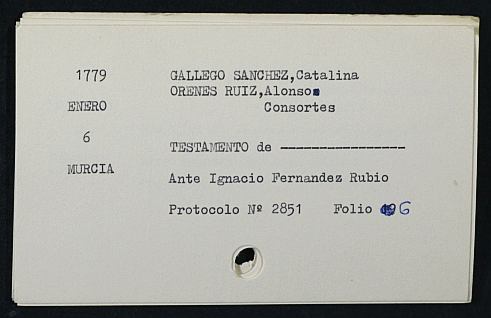 1779
GALLEGO SANCHEZ,Catalina
ORENES RUIZ,Alonso
ENERO
Consortes
6
TESTAMENTO de ----------------
MURCIA
Ante Ignacio Fernandez Rubio
Protocolo Nº 2851 Folio 6